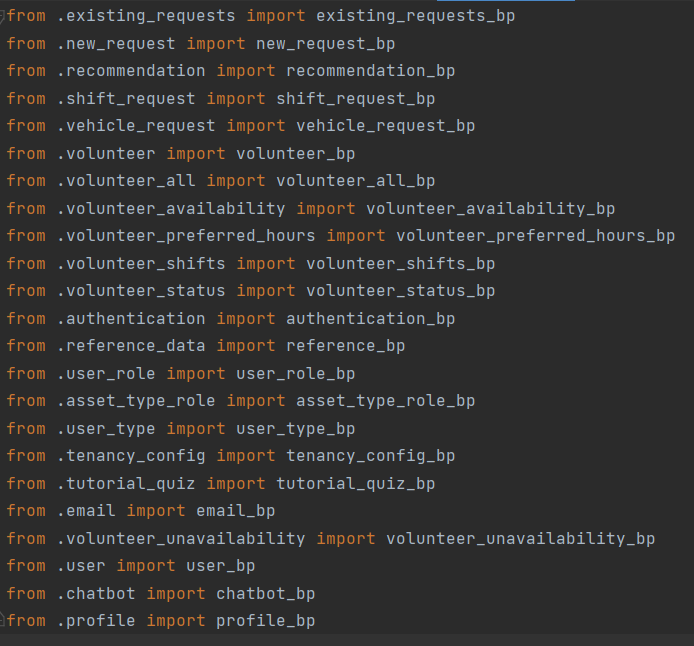 from .existing_requests import existing_requests_bp
from .new_request import new_request_bp
from .recommendation import recommendation_bp
from .shift_request import shift_request_bp
from .vehicle_request import vehicle_request_bp
from .volunteer import volunteer_bp
from .volunteer_all import volunteer_all_bp
from .volunteer_availability import volunteer_availability_bp
from .volunteer_preferred_hours import volunteer_preferred_hours_bp
from .volunteer_shifts import volunteer_shifts_bp
from .volunteer_status import volunteer_status_bp
from .authentication import authentication_bp
from .reference_data import reference_bp
from .user_role import user_role_bp
from .asset_type_role import asset_type_role_bp
from .user_type import user_type_bp
from .tenancy_config import tenancy_config_bp
from .tutorial_quiz import tutorial_quiz_bp
from .email import email_bp
from .volunteer_unavailability import volunteer_unavailability_bp
from .user import user_bp
from .chatbot import chatbot_bp
from .profile import profile_bp